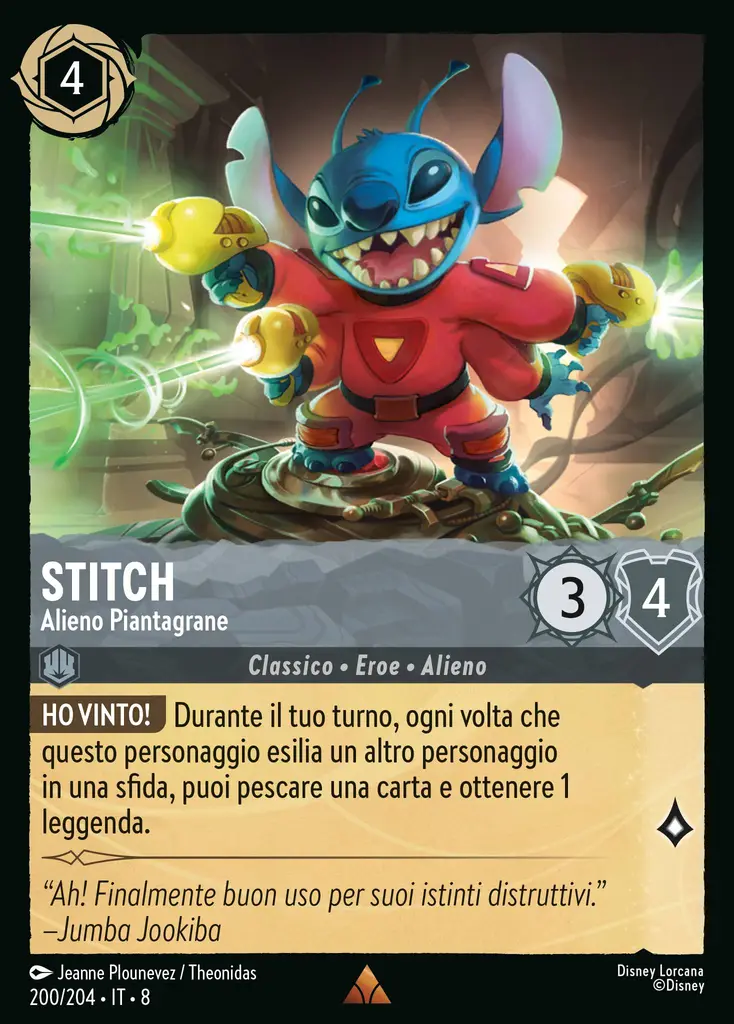 4
STITCH
Alieno Piantagrane
3
4
Classico • Eroe • Alieno
HO VINTO! Durante il tuo turno, ogni volta che
questo personaggio esilia un altro personaggio
in una sfida, puoi pescare una carta e ottenere 1
leggenda.
“Ah! Finalmente buon uso per suoi istinti distruttivi.”
–Jumba Jookiba
Jeanne Plounevez / Theonidas
200/204 • IT • 8
Disney Lorcana
©Disney